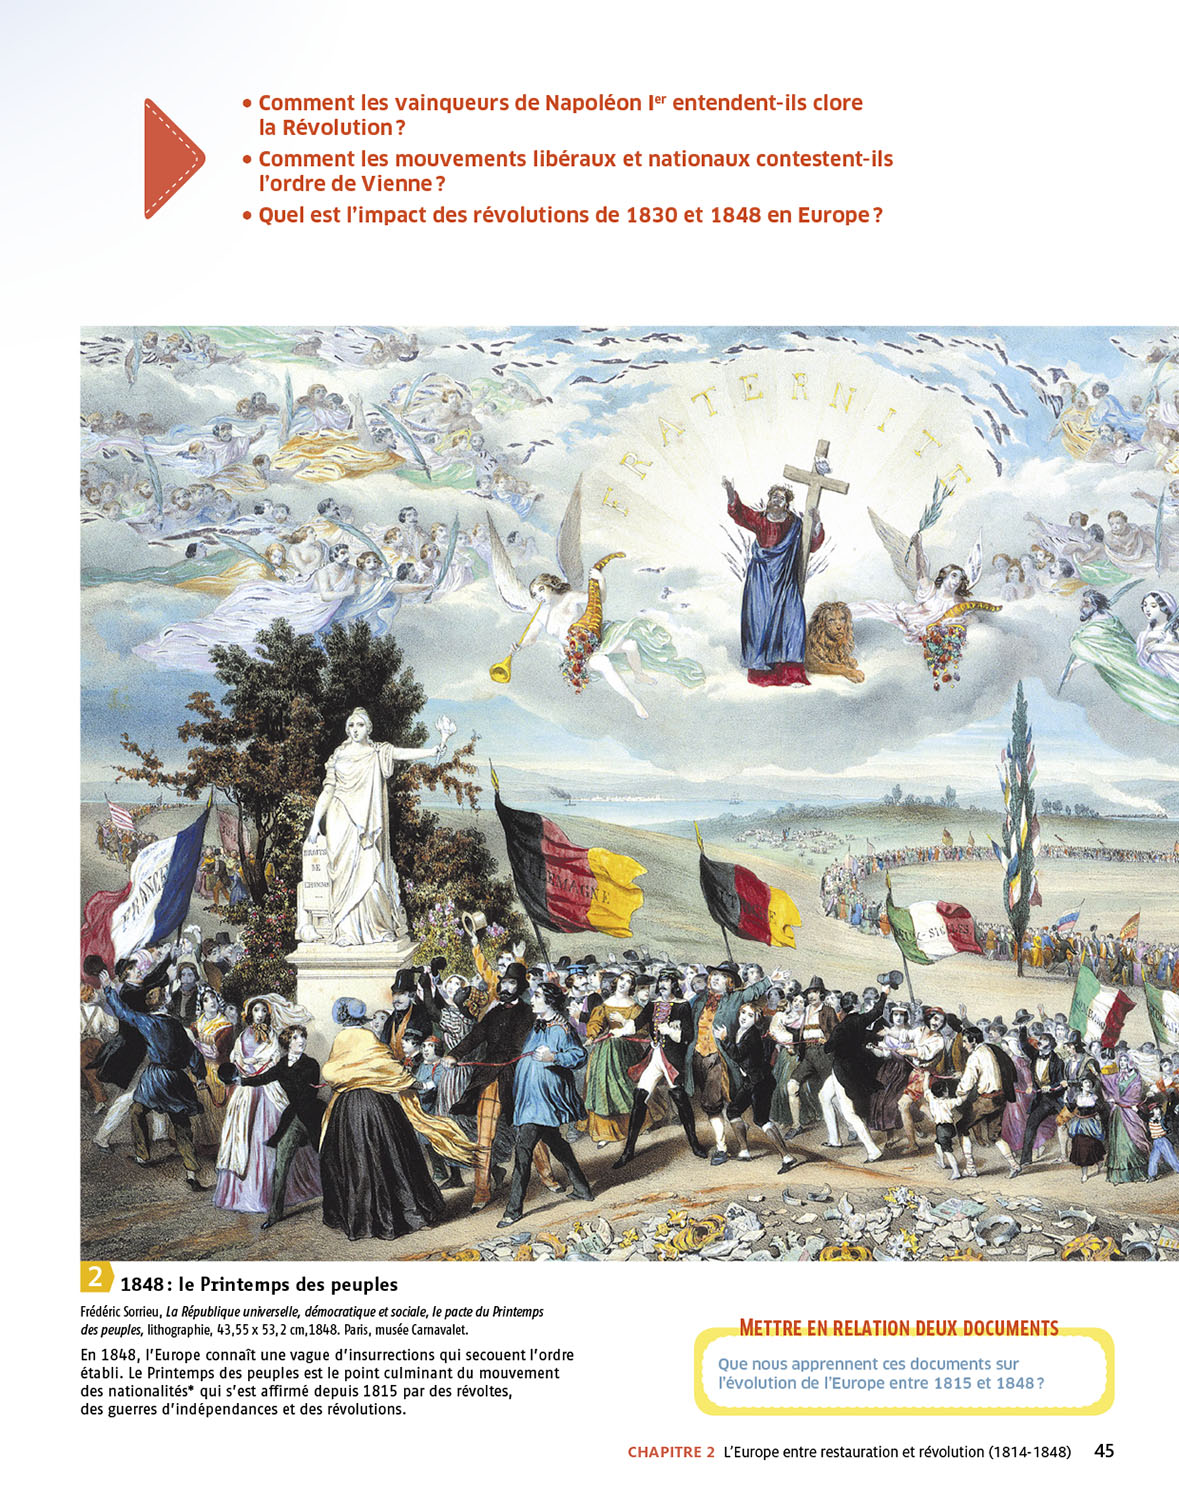 • Comment les vainqueurs de Napoléon Ier entendent-ils clore
la Révolution ?
• Comment les mouvements libéraux et nationaux contestent-ils
l'ordre de Vienne ?
• Quel est l'impact des révolutions de 1830 et 1848 en Europe ?
FRATERNITÉ
DROITS
DE
L'HOMME
FRANCE
ALLEMAGNE
2 1848 : le Printemps des peuples
Frédéric Sorrieu, La République universelle, démocratique et sociale, le pacte du Printemps
des peuples, lithographie, 43,55 x 53,2 cm,1848. Paris, musée Carnavalet.
En 1848, l'Europe connaît une vague d'insurrections qui secouent l'ordre
établi. Le Printemps des peuples est le point culminant du mouvement
des nationalités* qui s'est affirmé depuis 1815 par des révoltes,
des guerres d'indépendances et des révolutions.
METTRE EN RELATION DEUX DOCUMENTS
Que nous apprennent ces documents sur
l'évolution de l'Europe entre 1815 et 1848 ?
CHAPITRE 2 L'Europe entre restauration et révolution (1814-1848) 45